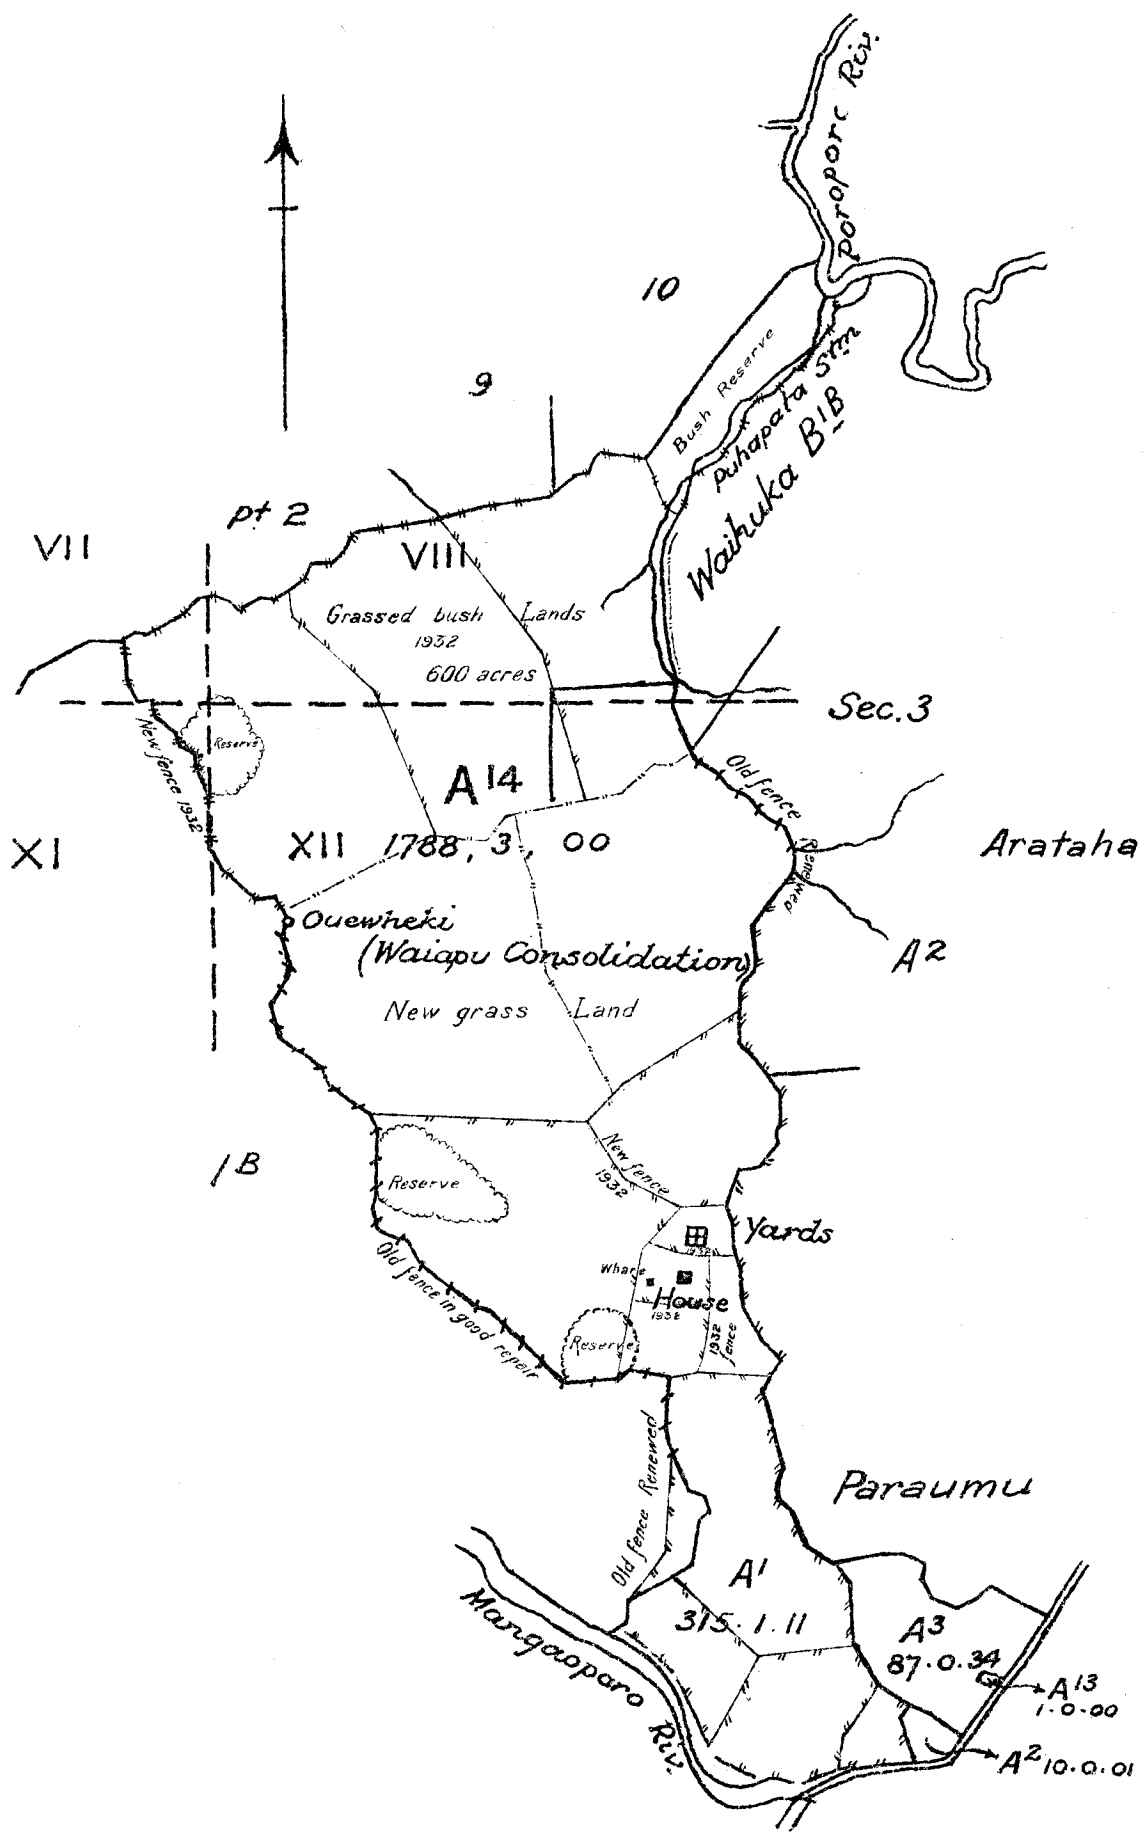 Poroporo Riv.
10
Bush Reserve
9
Puhapata Stm
Waihuka B1B
pt 2
VII
VIII
Grassed bush Lands
1932
600 acres
Sec. 3
Reserve
New fence 1932
Old fence
Renewed
A14
XI
XII 1788, 3, 00
Arataha
Ouewheki
(Waiapu Consolidation)
A2
New grass Land
1B
Reserve
New fence
1932
Yards
1932
Whare
House
1932
1932
fence
Old fence in good repair
Reserve
Old fence Renewed
Paraumu
A1
315.1.11
Mangaoparo Riv.
A3
87.0.34
A13
1.0.00
A2 10.0.01